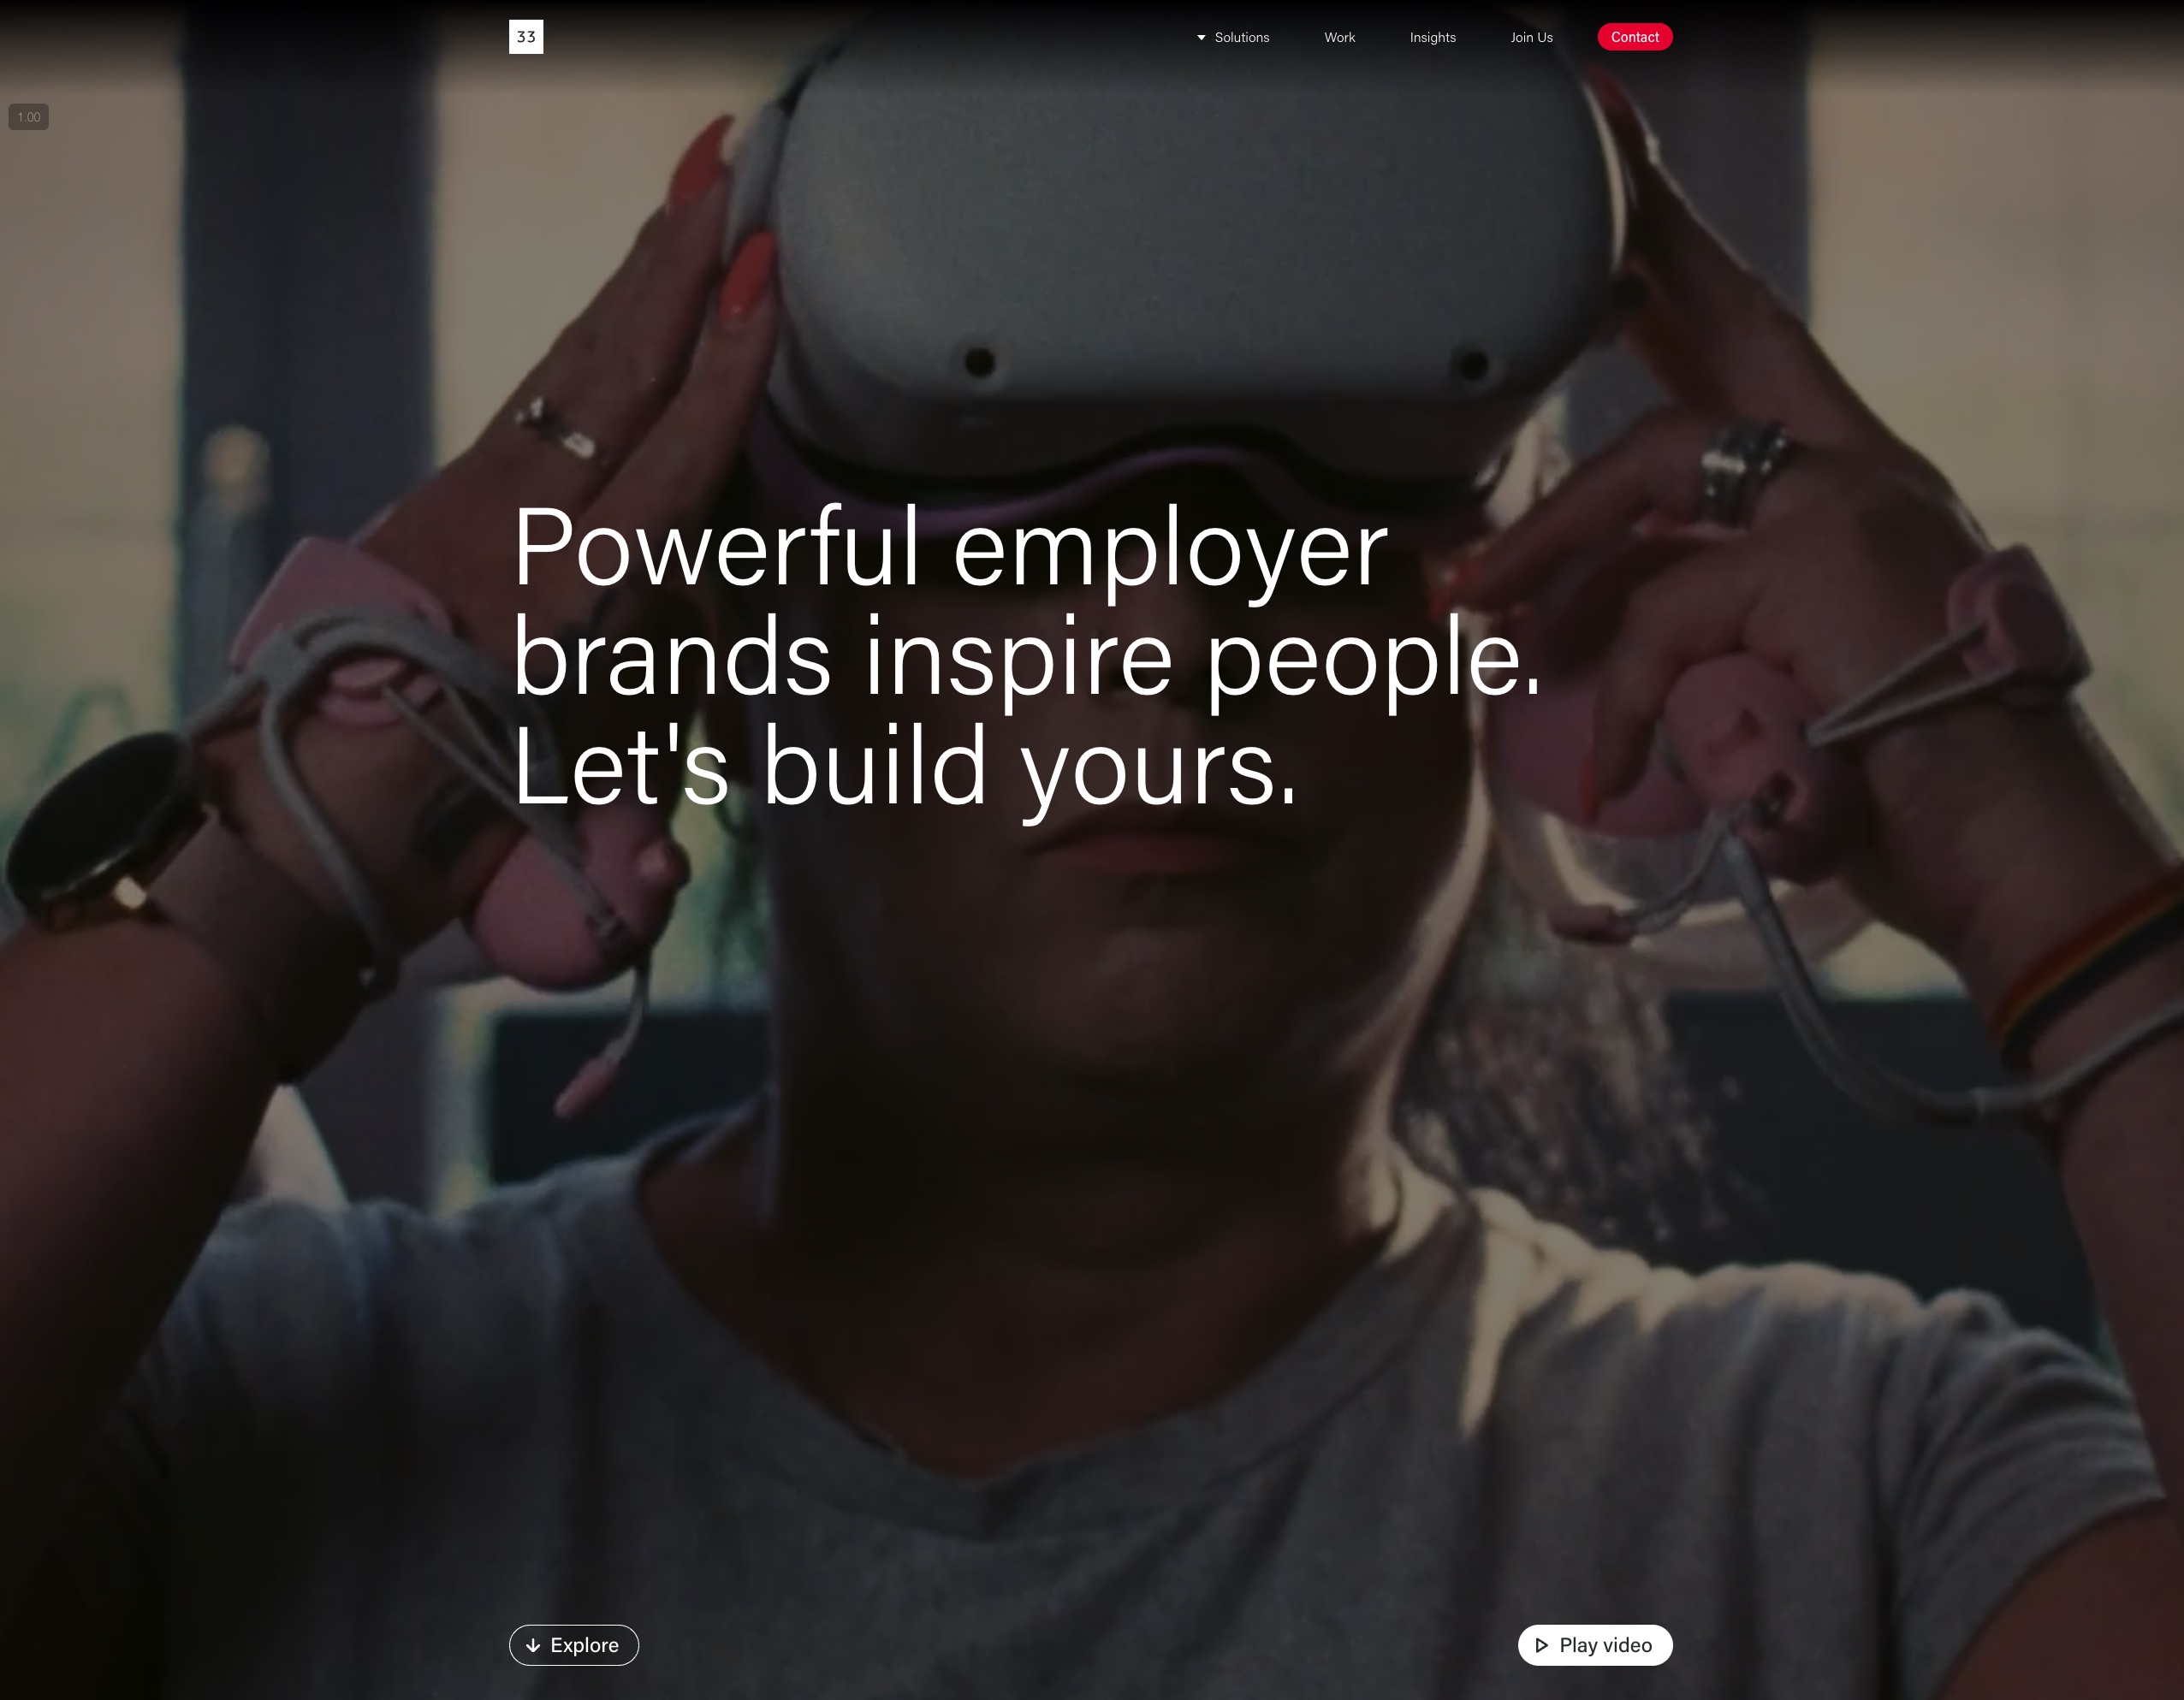 33
Solutions
Work
Insights
Join Us
Contact
1.00
Powerful employer
brands inspire people.
Let's build yours.
Explore
Play video